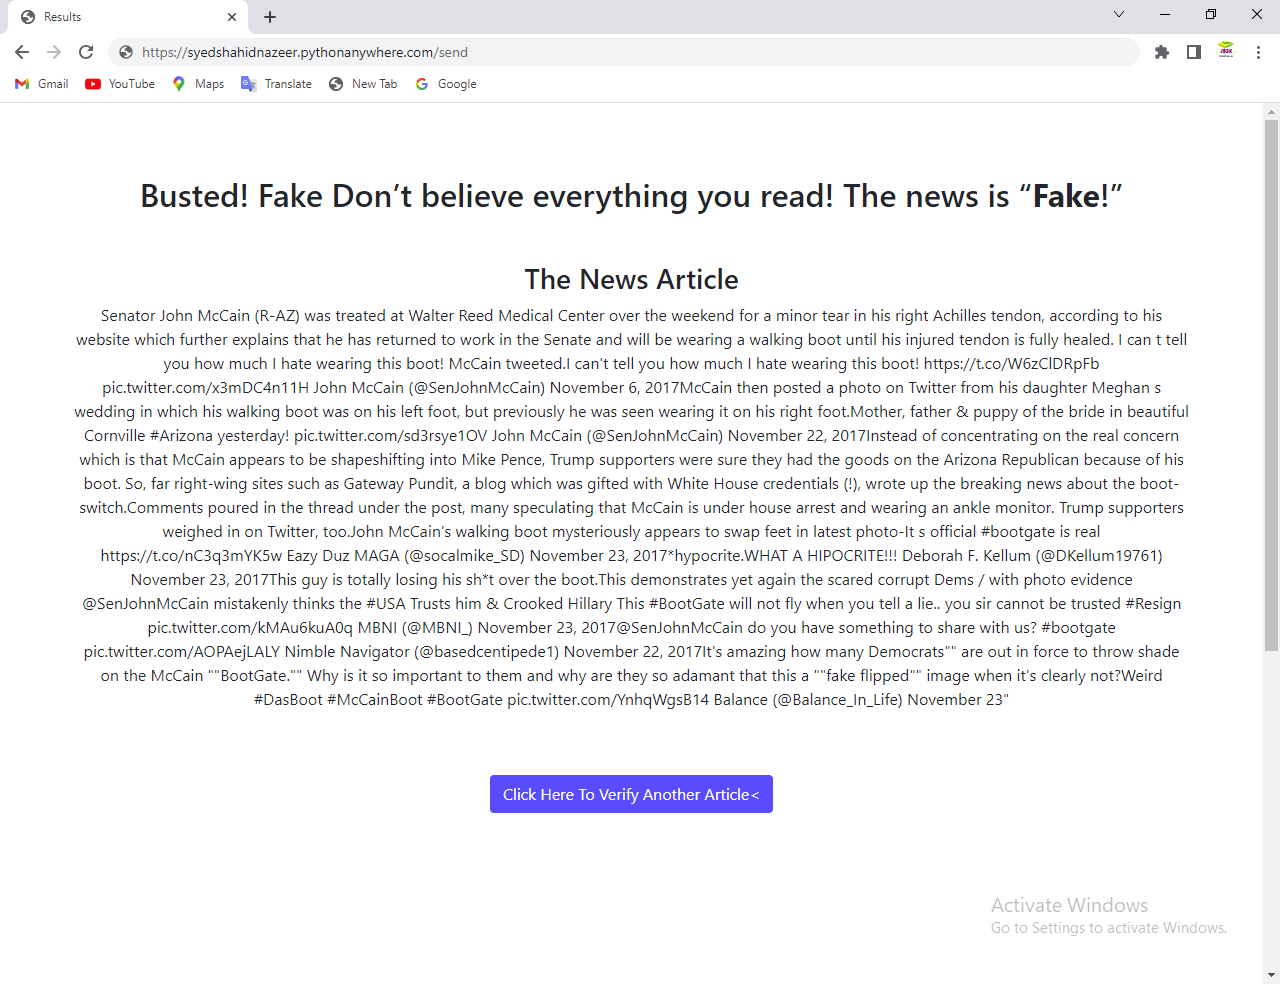 Results
https://syedshahidnazeer.pythonanywhere.com/send
Gmail YouTube Maps Translate New Tab Google
Busted! Fake Don’t believe everything you read! The news is “Fake!”
The News Article
Senator John McCain (R-AZ) was treated at Walter Reed Medical Center over the weekend for a minor tear in his right Achilles tendon, according to his
website which further explains that he has returned to work in the Senate and will be wearing a walking boot until his injured tendon is fully healed. I can t tell
you how much I hate wearing this boot! McCain tweeted.I can't tell you how much I hate wearing this boot! https://t.co/W6zClDRpFb
pic.twitter.com/x3mDC4n11H John McCain (@SenJohnMcCain) November 6, 2017McCain then posted a photo on Twitter from his daughter Meghan s
wedding in which his walking boot was on his left foot, but previously he was seen wearing it on his right foot.Mother, father & puppy of the bride in beautiful
Cornville #Arizona yesterday! pic.twitter.com/sd3rsye1OV John McCain (@SenJohnMcCain) November 22, 2017Instead of concentrating on the real concern
which is that McCain appears to be shapeshifting into Mike Pence, Trump supporters were sure they had the goods on the Arizona Republican because of his
boot. So, far right-wing sites such as Gateway Pundit, a blog which was gifted with White House credentials (!), wrote up the breaking news about the boot-
switch.Comments poured in the thread under the post, many speculating that McCain is under house arrest and wearing an ankle monitor. Trump supporters
weighed in on Twitter, too.John McCain's walking boot mysteriously appears to swap feet in latest photo-It s official #bootgate is real
https://t.co/nC3q3mYK5w Eazy Duz MAGA (@socalmike_SD) November 23, 2017*hypocrite.WHAT A HIPOCRITE!!! Deborah F. Kellum (@DKellum19761)
November 23, 2017This guy is totally losing his sh*t over the boot.This demonstrates yet again the scared corrupt Dems / with photo evidence
@SenJohnMcCain mistakenly thinks the #USA Trusts him & Crooked Hillary This #BootGate will not fly when you tell a lie.. you sir cannot be trusted #Resign
pic.twitter.com/kMAu6kuA0q MBNI (@MBNI_) November 23, 2017@SenJohnMcCain do you have something to share with us? #bootgate
pic.twitter.com/AOPAejLALY Nimble Navigator (@basedcentipede1) November 22, 2017It's amazing how many Democrats"" are out in force to throw shade
on the McCain ""BootGate."" Why is it so important to them and why are they so adamant that this a ""fake flipped"" image when it's clearly not?Weird
#DasBoot #McCainBoot #BootGate pic.twitter.com/YnhqWgsB14 Balance (@Balance_In_Life) November 23"
Click Here To Verify Another Article<
Activate Windows
Go to Settings to activate Windows.